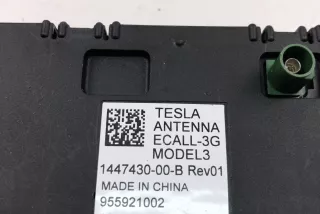 TESLA
ANTENNA
ECALL-3G
MODEL3
1447430-00-B Rev01
MADE IN CHINA
955921002